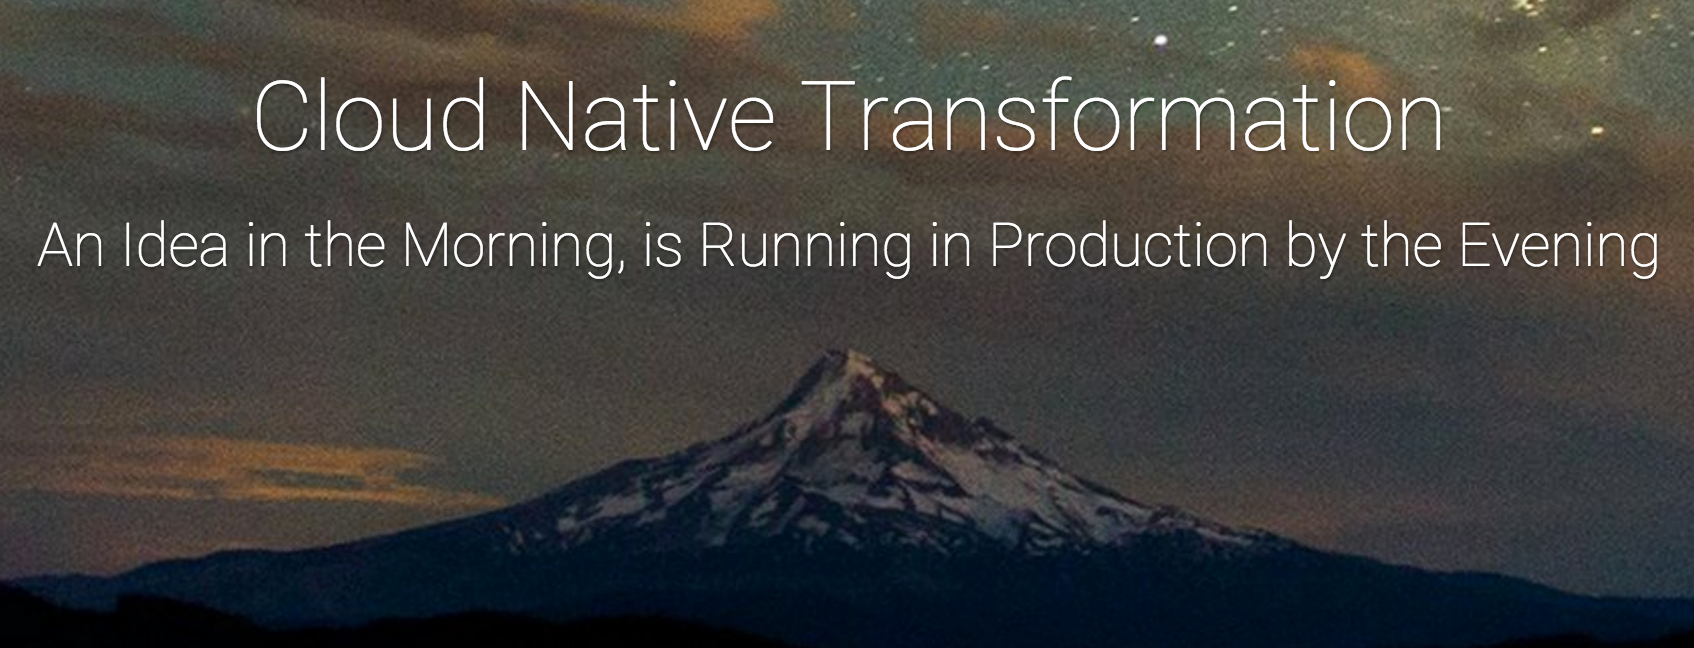 Cloud Native Transformation
An Idea in the Morning, is Running in Production by the Evening